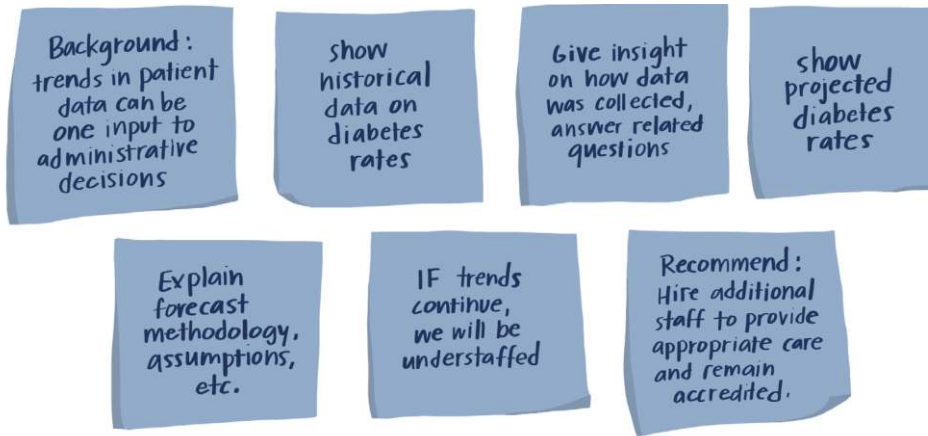 Background:
trends in patient
data can be
one input to
administrative
decisions
show
historical
data on
diabetes
rates
Give insight
on how data
was collected,
answer related
questions
show
projected
diabetes
rates
Explain
forecast
methodology,
assumptions,
etc.
IF trends
continue,
we will be
understaffed
Recommend:
Hire additional
staff to provide
appropriate care
and remain
accredited.